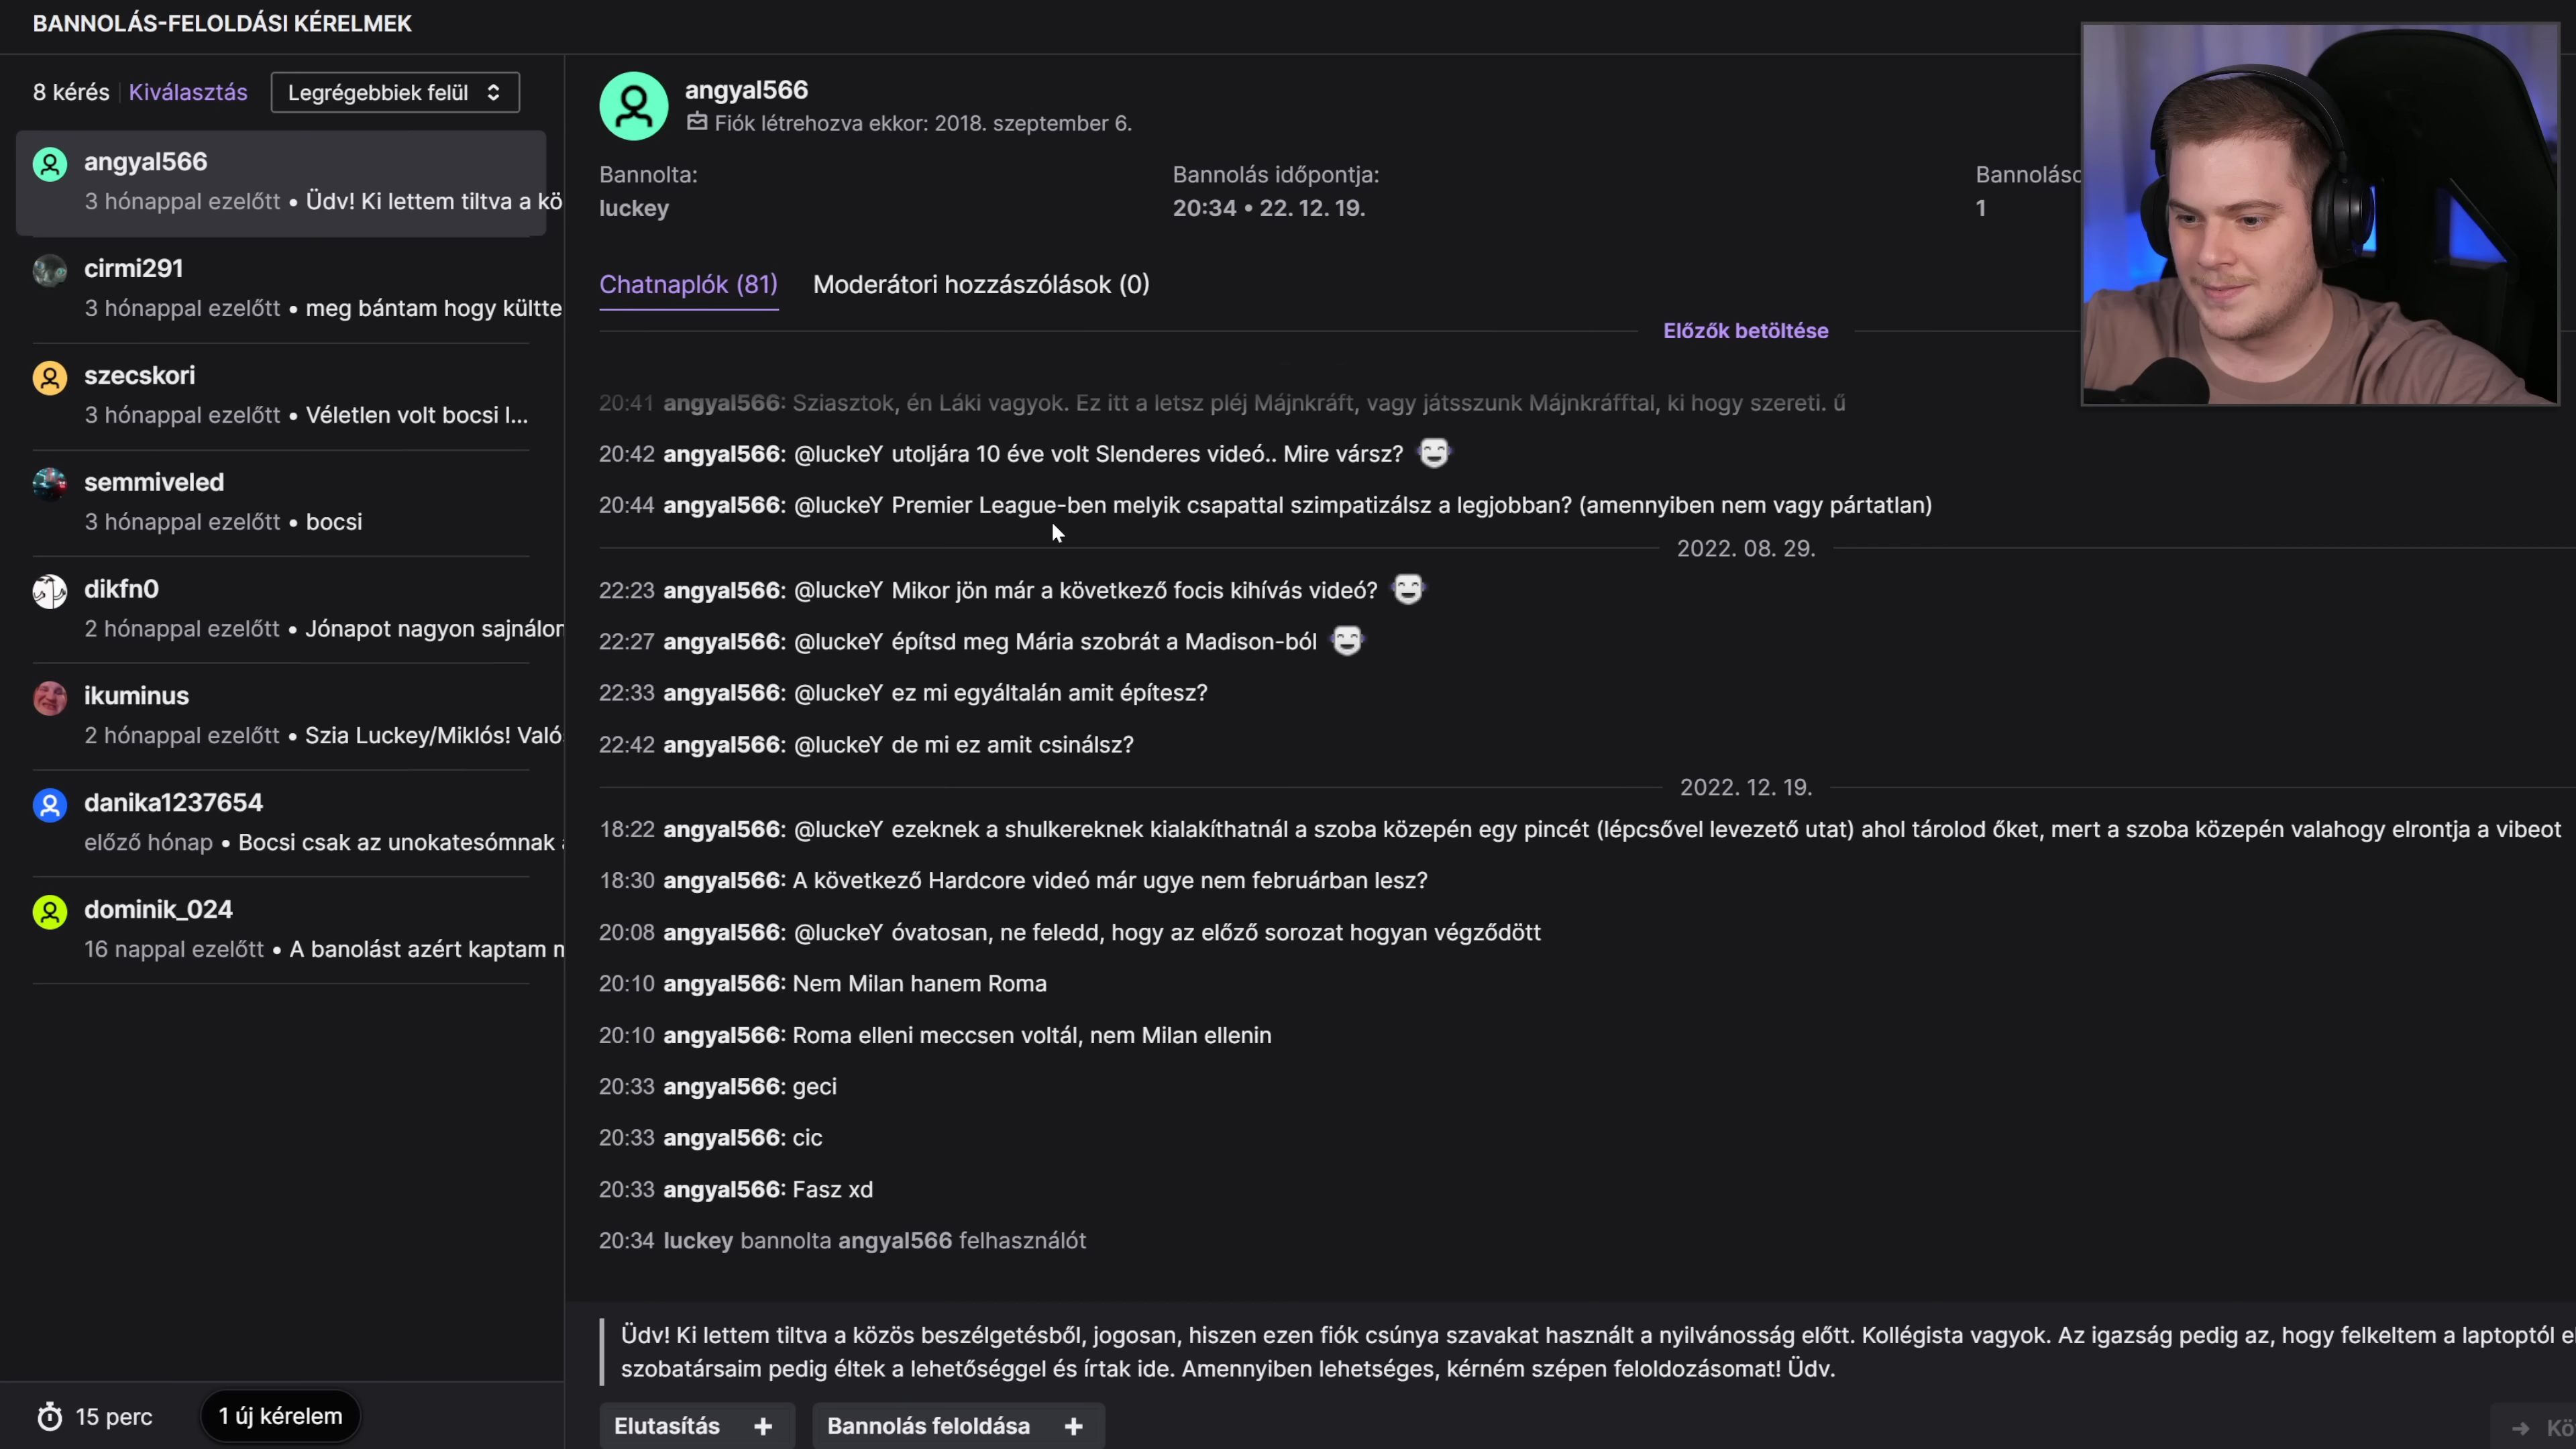 BANNOLÁS-FELOLDÁSI KÉRELMEK
8 kérés | Kiválasztás
Legrégebbiek felül
angyal566
3 hónappal ezelőtt • Üdv! Ki lettem tiltva a kö
cirmi291
3 hónappal ezelőtt • meg bántam hogy kültte
szecskori
3 hónappal ezelőtt • Véletlen volt bocsi l...
semmiveled
3 hónappal ezelőtt • bocsi
dikfn0
2 hónappal ezelőtt • Jónapot nagyon sajnálom
ikuminus
2 hónappal ezelőtt • Szia Luckey/Miklós! Való
danika1237654
előző hónap • Bocsi csak az unokatesómnak
dominik_024
16 nappal ezelőtt • A banolást azért kaptam
15 perc
1 új kérelem
angyal566
Fiók létrehozva ekkor: 2018. szeptember 6.
Bannolta:
luckey
Bannolás időpontja:
20:34 • 22. 12. 19.
Bannolásc
1
Chatnaplók (81)
Moderátori hozzászólások (0)
Előzők betöltése
20:41 angyal566: Sziasztok, én Láki vagyok. Ez itt a letsz pléj Májnkráft, vagy játsszunk Májnkráfftal, ki hogy szereti. ű
20:42 angyal566: @luckeY utoljára 10 éve volt Slenderes videó.. Mire vársz?
20:44 angyal566: @luckeY Premier League-ben melyik csapattal szimpatizálsz a legjobban? (amennyiben nem vagy pártatlan)
2022. 08. 29.
22:23 angyal566: @luckeY Mikor jön már a következő focis kihívás videó?
22:27 angyal566: @luckeY építsd meg Mária szobrát a Madison-ból
22:33 angyal566: @luckeY ez mi egyáltalán amit építesz?
22:42 angyal566: @luckeY de mi ez amit csinálsz?
2022. 12. 19.
18:22 angyal566: @luckeY ezeknek a shulkereknek kialakíthatnál a szoba közepén egy pincét (lépcsővel levezető utat) ahol tárolod őket, mert a szoba közepén valahogy elrontja a vibeot
18:30 angyal566: A következő Hardcore videó már ugye nem februárban lesz?
20:08 angyal566: @luckeY óvatosan, ne feledd, hogy az előző sorozat hogyan végződött
20:10 angyal566: Nem Milan hanem Roma
20:10 angyal566: Roma elleni meccsen voltál, nem Milan ellenin
20:33 angyal566: geci
20:33 angyal566: cic
20:33 angyal566: Fasz xd
20:34 luckey bannolta angyal566 felhasználót
Üdv! Ki lettem tiltva a közös beszélgetésből, jogosan, hiszen ezen fiók csúnya szavakat használt a nyilvánosság előtt. Kollégista vagyok. Az igazság pedig az, hogy felkeltem a laptoptól e
szobatársaim pedig éltek a lehetőséggel és írtak ide. Amennyiben lehetséges, kérném szépen feloldozásomat! Üdv.
Elutasítás +
Bannolás feloldása +
→ Kö